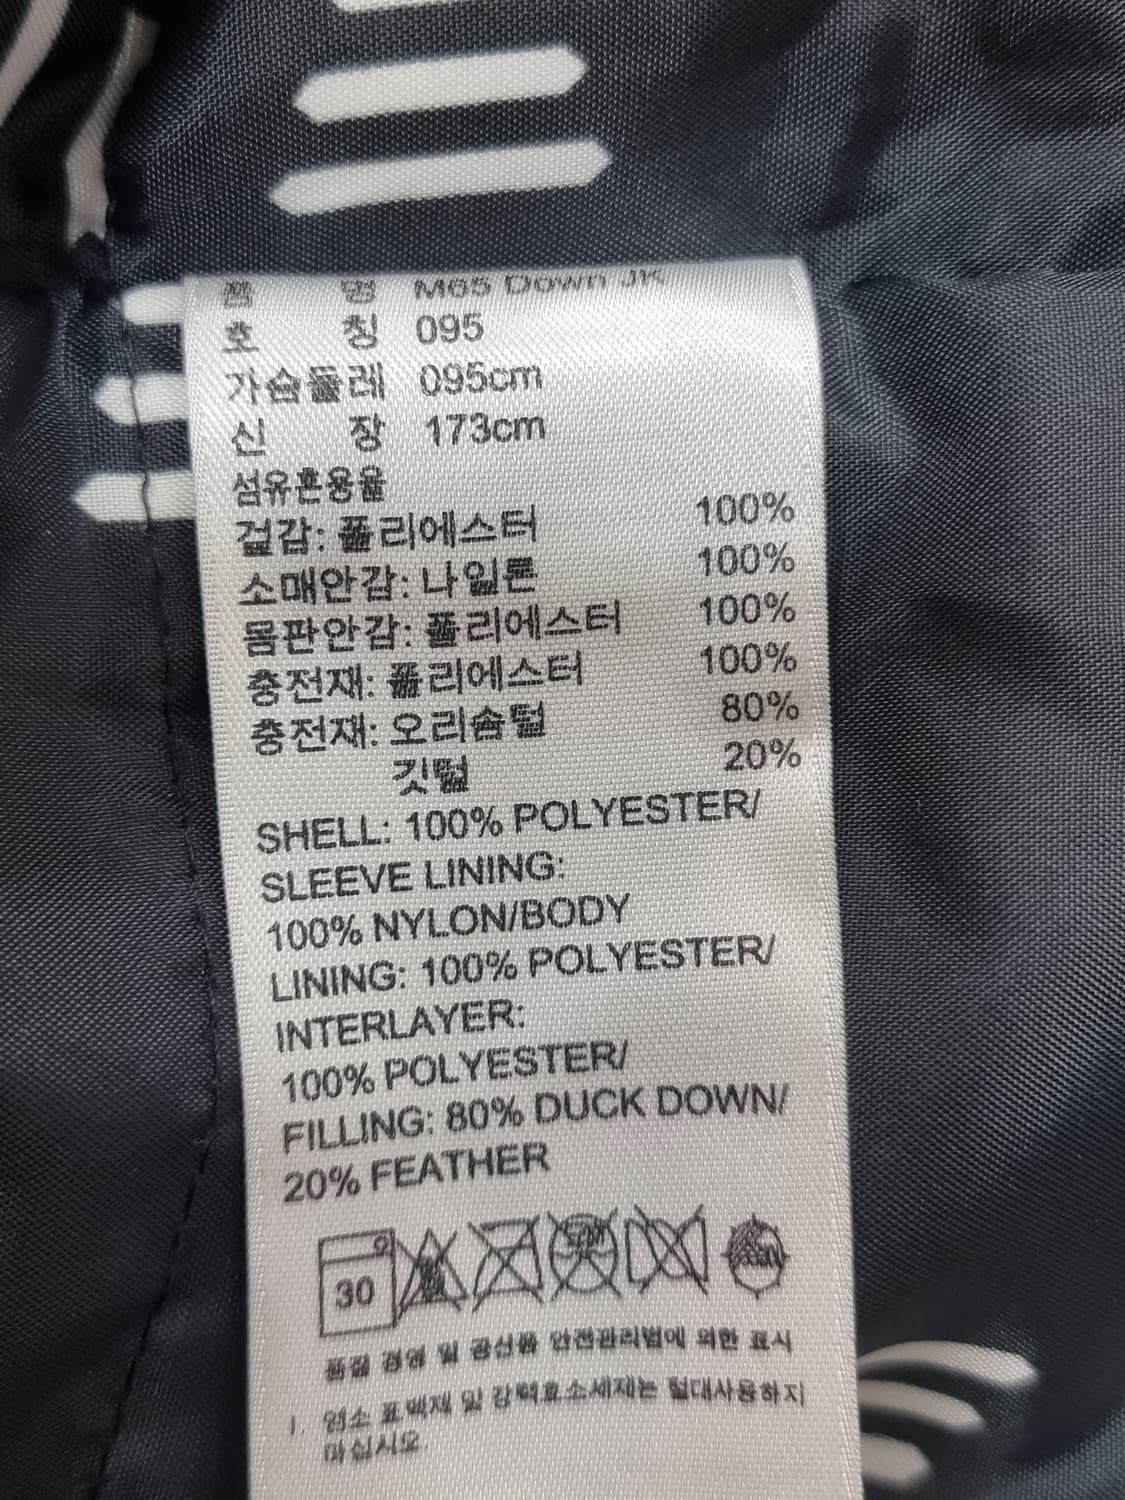 품 명 M65 Down JK
호 칭 095
가슴둘레 095cm
신 장 173cm
섬유혼용율
겉감: 폴리에스터 100%
소매안감: 나일론 100%
몸판안감: 폴리에스터 100%
충전재: 폴리에스터 100%
충전재: 오리솜털 80%
깃털 20%
SHELL: 100% POLYESTER/
SLEEVE LINING:
100% NYLON/BODY
LINING: 100% POLYESTER/
INTERLAYER:
100% POLYESTER/
FILLING: 80% DUCK DOWN/
20% FEATHER
30
품질 경영 및 공산품 안전관리법에 의한 표시
1. 염소 표백제 및 강력효소세제는 절대사용하지
마십시오.